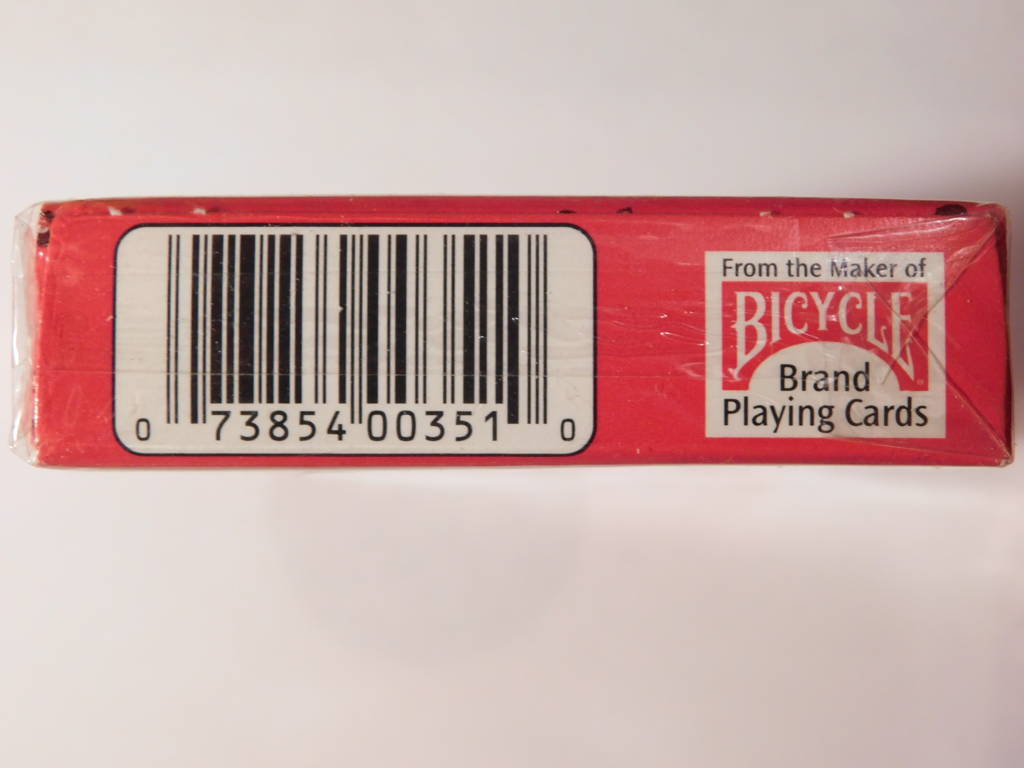 From the Maker of
BICYCLE®
Brand
Playing Cards
0 73854 00351 0